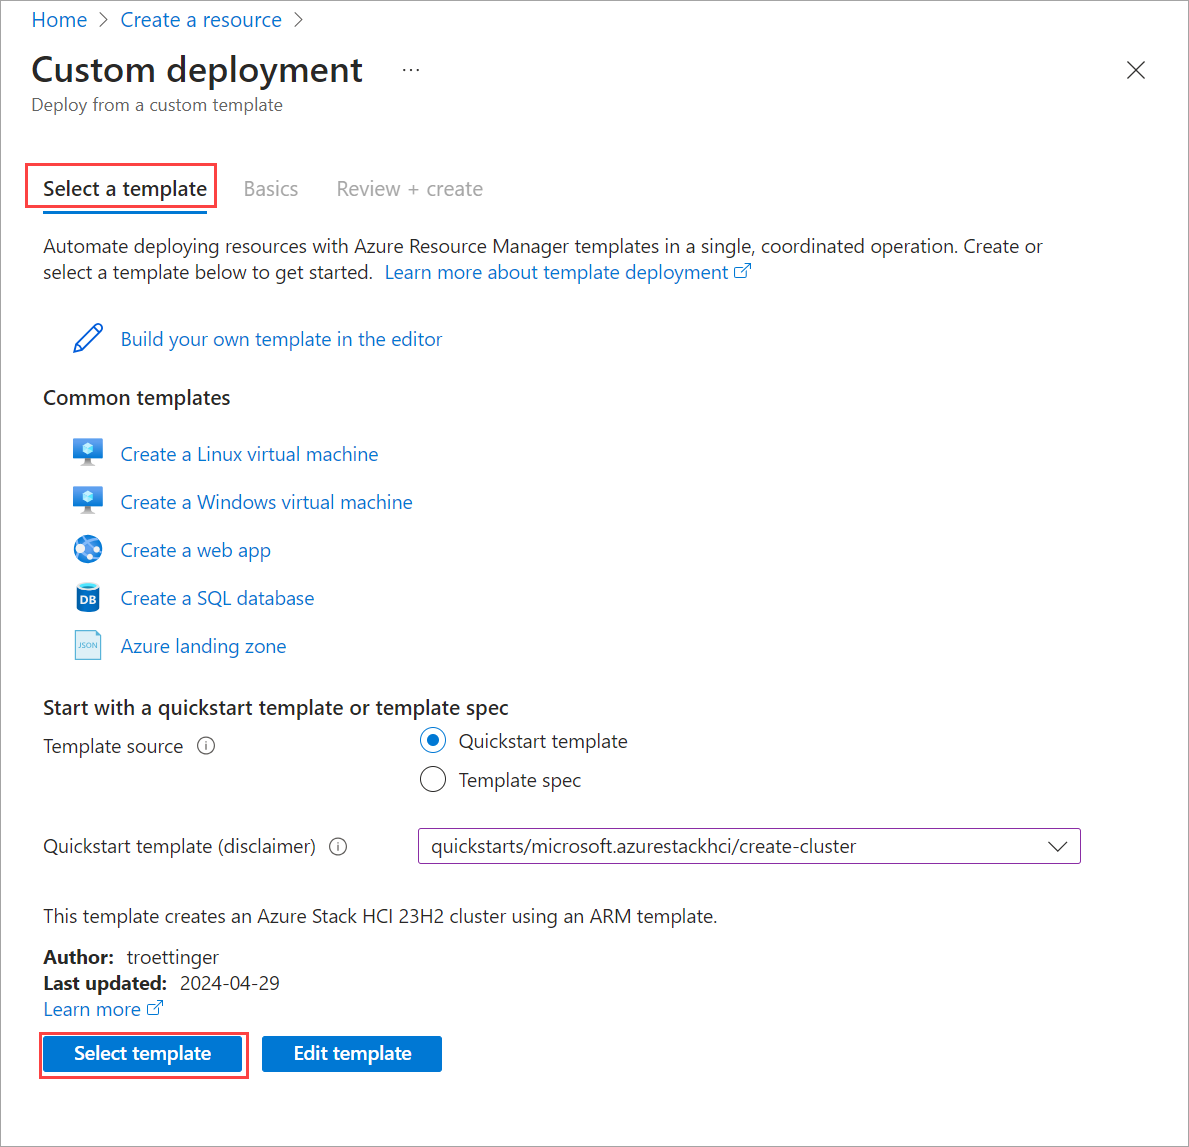 Home > Create a resource >
Custom deployment ...
Deploy from a custom template
Select a template Basics Review + create
Automate deploying resources with Azure Resource Manager templates in a single, coordinated operation. Create or
select a template below to get started. Learn more about template deployment
Build your own template in the editor
Common templates
Create a Linux virtual machine
Create a Windows virtual machine
Create a web app
DB Create a SQL database
JSON Azure landing zone
Start with a quickstart template or template spec
Template source Quickstart template
Template spec
Quickstart template (disclaimer) quickstarts/microsoft.azurestackhci/create-cluster
This template creates an Azure Stack HCI 23H2 cluster using an ARM template.
Author: troettinger
Last updated: 2024-04-29
Learn more
Select template Edit template